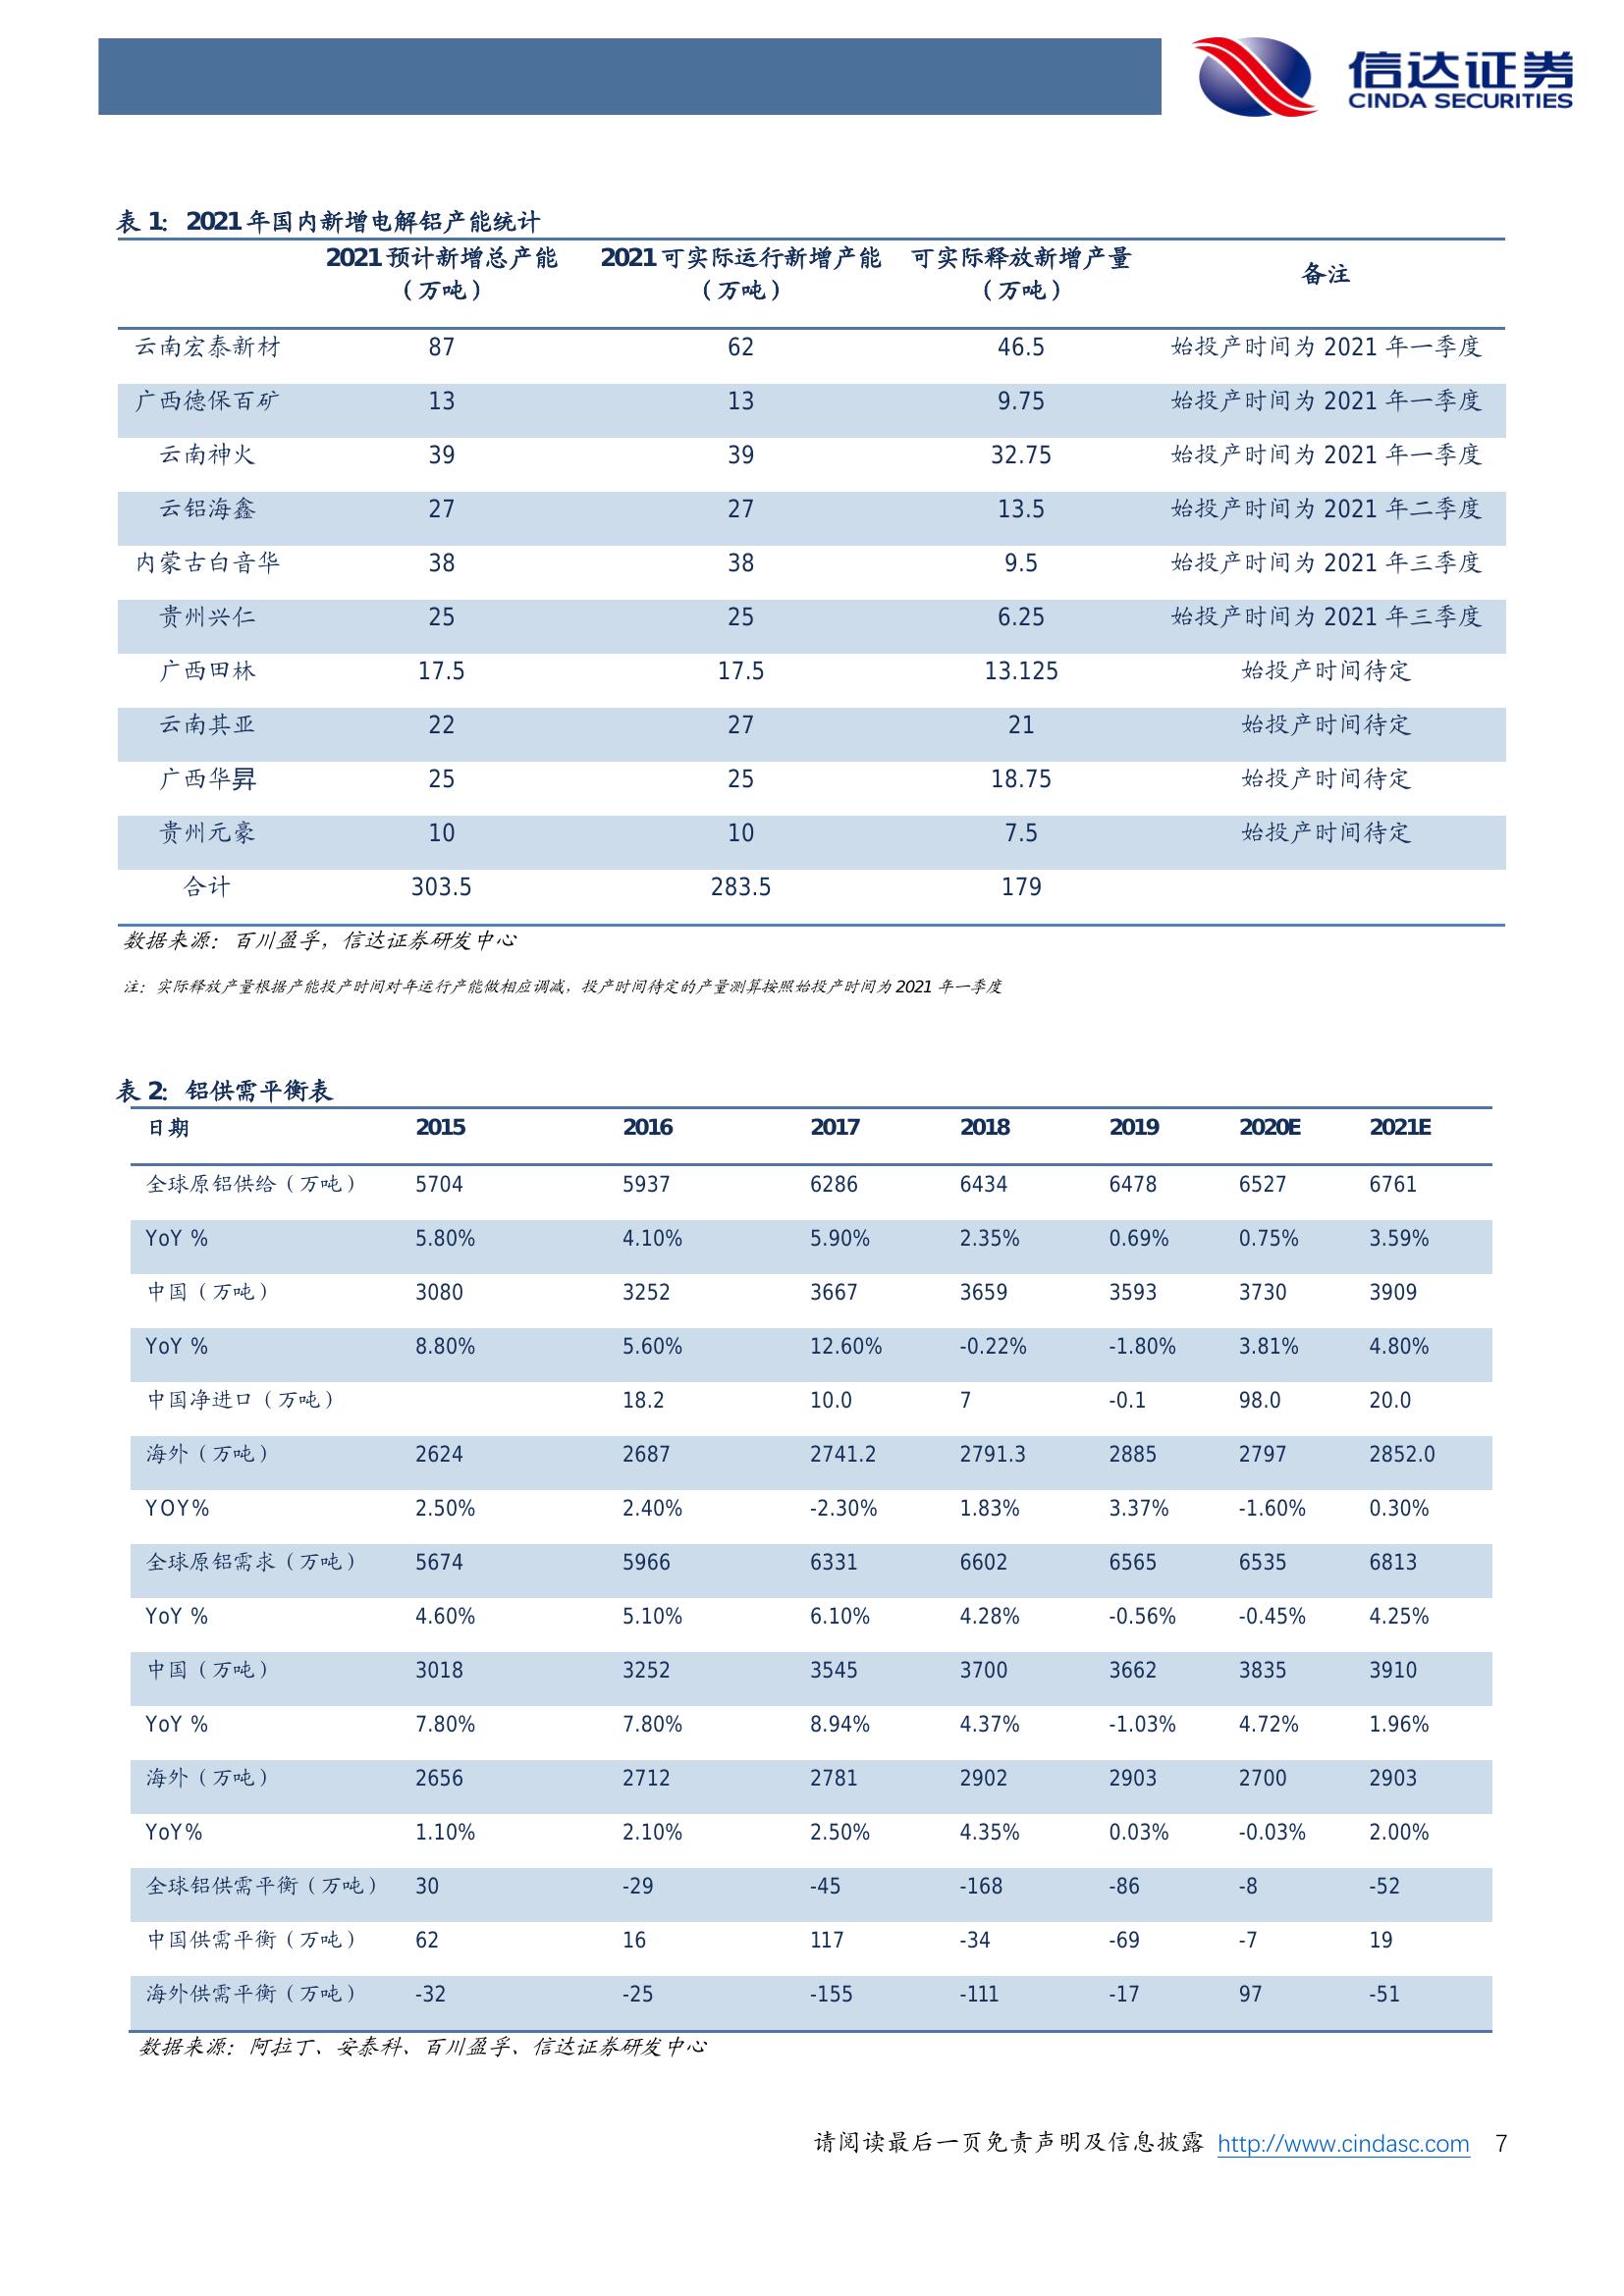 信达证券
CINDA SECURITIES
表 1: 2021 年国内新增电解铝产能统计
2021 预计新增总产能（万吨） 2021 可实际运行新增产能（万吨） 可实际释放新增产量（万吨） 备注
云南宏泰新材 87 62 46.5 始投产时间为 2021 年一季度
广西德保百矿 13 13 9.75 始投产时间为 2021 年一季度
云南神火 39 39 32.75 始投产时间为 2021 年一季度
云铝海鑫 27 27 13.5 始投产时间为 2021 年二季度
内蒙古白音华 38 38 9.5 始投产时间为 2021 年三季度
贵州兴仁 25 25 6.25 始投产时间为 2021 年三季度
广西田林 17.5 17.5 13.125 始投产时间待定
云南其亚 22 27 21 始投产时间待定
广西华昇 25 25 18.75 始投产时间待定
贵州元豪 10 10 7.5 始投产时间待定
合计 303.5 283.5 179
数据来源：百川盈孚，信达证券研发中心
注：实际释放产量根据产能投产时间对年运行产能做相应调减，投产时间待定的产量测算按照始投产时间为 2021 年一季度
表 2: 铝供需平衡表
日期 2015 2016 2017 2018 2019 2020E 2021E
全球原铝供给（万吨） 5704 5937 6286 6434 6478 6527 6761
YoY % 5.80% 4.10% 5.90% 2.35% 0.69% 0.75% 3.59%
中国（万吨） 3080 3252 3667 3659 3593 3730 3909
YoY % 8.80% 5.60% 12.60% -0.22% -1.80% 3.81% 4.80%
中国净进口（万吨） 18.2 10.0 7 -0.1 98.0 20.0
海外（万吨） 2624 2687 2741.2 2791.3 2885 2797 2852.0
YOY% 2.50% 2.40% -2.30% 1.83% 3.37% -1.60% 0.30%
全球原铝需求（万吨） 5674 5966 6331 6602 6565 6535 6813
YoY % 4.60% 5.10% 6.10% 4.28% -0.56% -0.45% 4.25%
中国（万吨） 3018 3252 3545 3700 3662 3835 3910
YoY % 7.80% 7.80% 8.94% 4.37% -1.03% 4.72% 1.96%
海外（万吨） 2656 2712 2781 2902 2903 2700 2903
YoY% 1.10% 2.10% 2.50% 4.35% 0.03% -0.03% 2.00%
全球铝供需平衡（万吨） 30 -29 -45 -168 -86 -8 -52
中国供需平衡（万吨） 62 16 117 -34 -69 -7 19
海外供需平衡（万吨） -32 -25 -155 -111 -17 97 -51
数据来源：阿拉丁、安泰科、百川盈孚、信达证券研发中心
请阅读最后一页免责声明及信息披露 http://www.cindasc.com 7